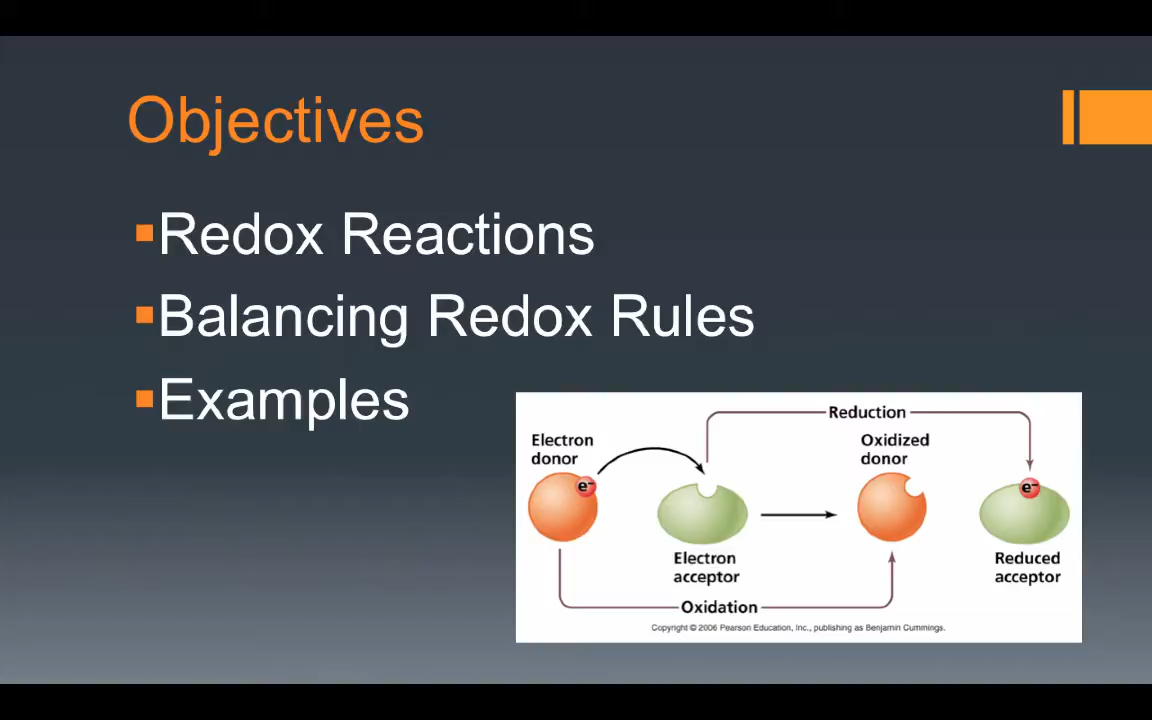 Objectives
▪Redox Reactions
▪Balancing Redox Rules
▪Examples
Reduction
Electron
donor
Oxidized
donor
e⁻
e⁻
Electron
acceptor
Reduced
acceptor
Oxidation
Copyright © 2006 Pearson Education, Inc., publishing as Benjamin Cummings.